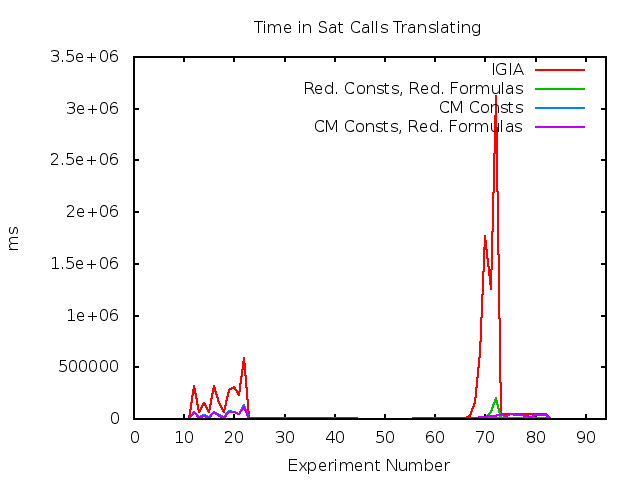 Time in Sat Calls Translating
3.5e+06
3e+06
2.5e+06
2e+06
1.5e+06
1e+06
500000
0
ms
IGIA
Red. Consts, Red. Formulas
CM Consts
CM Consts, Red. Formulas
0 10 20 30 40 50 60 70 80 90
Experiment Number